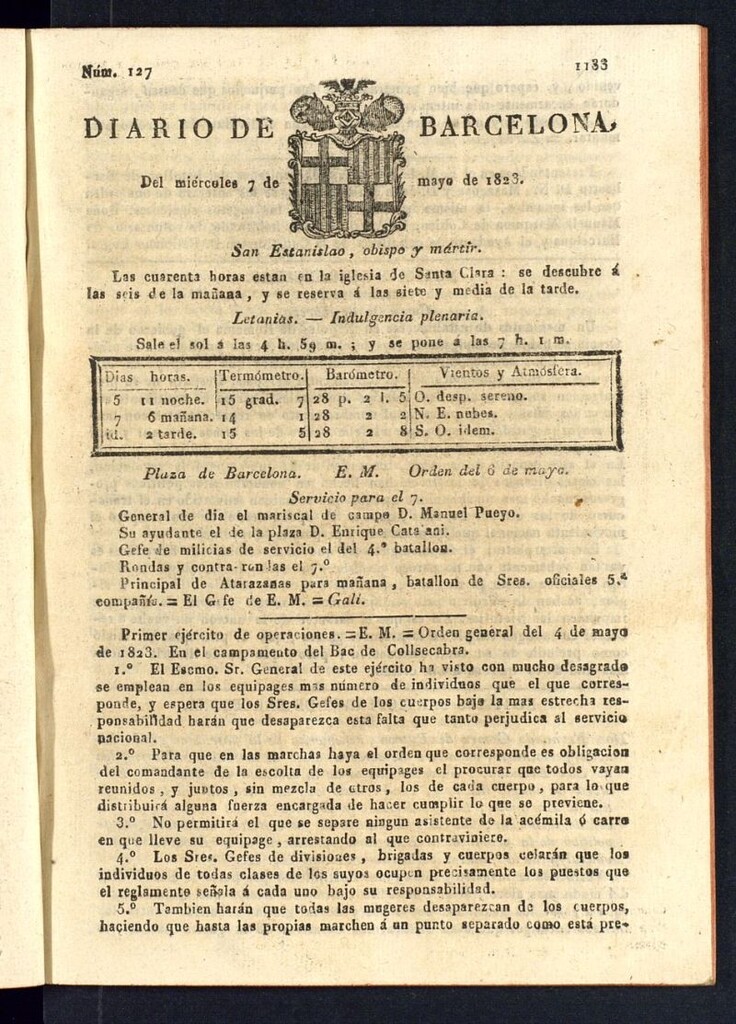 Núm. 127 1133
DIARIO DE BARCELONA,
Del miércoles 7 de mayo de 1823.
San Estanislao, obispo y mártir.
Las cuarenta horas estan en la iglesia de Santa Clara : se descubre á
las seis de la mañana, y se reserva á las siete y media de la tarde.
Letanias. — Indulgencia plenaria.
Sale el sol á las 4 h. 59 m. ; y se pone á las 7 h. 1 m.
Dias horas. Termómetro. Barómetro. Vientos y Atmósfera.
5 11 noche. 15 grad. 7 28 p. 2 l. 5 O. desp. sereno.
7 6 mañana. 14 1 28 2 2 N. E. nubes.
id. 2 tarde. 15 5 28 2 8 S. O. idem.
Plaza de Barcelona. E. M. Orden del 6 de mayo.
Servicio para el 7.
General de dia el mariscal de campo D. Manuel Pueyo.
Su ayudante el de la plaza D. Enrique Cata ani.
Gefe de milicias de servicio el del 4.º batallon.
Rondas y contra-rondas el 7.º
Principal de Atarazanas para mañana, batallon de Sres. oficiales 5.ª
compañía. = El Gefe de E. M. = Galí.
Primer ejército de operaciones. = E. M. = Orden general del 4 de mayo
de 1823. En el campamento del Bac de Collsecabra.
1.º El Escmo. Sr. General de este ejército ha visto con mucho desagrado
se emplean en los equipages mas número de individuos que el que corres-
ponde, y espera que los Sres. Gefes de los cuerpos bajo la mas estrecha res-
ponsabilidad harán que desaparezca esta falta que tanto perjudica al servicio
nacional.
2.º Para que en las marchas haya el orden que corresponde es obligacion
del comandante de la escolta de los equipages el procurar que todos vayan
reunidos, y juntos, sin mezcla de otros, los de cada cuerpo, para lo que
distribuirá alguna fuerza encargada de hacer cumplir lo que se previene.
3.º No permitirá el que se separe ningun asistente de la acémila ó carro
en que lleve su equipage, arrestando al que contraviniere.
4.º Los Sres. Gefes de divisiones, brigadas y cuerpos celarán que los
individuos de todas clases de los suyos ocupen precisamente los puestos que
el reglamento señala á cada uno bajo su responsabilidad.
5.º Tambien harán que todas las mugeres desaparezcan de los cuerpos,
haciendo que hasta las propias marchen á un punto separado como está pre-